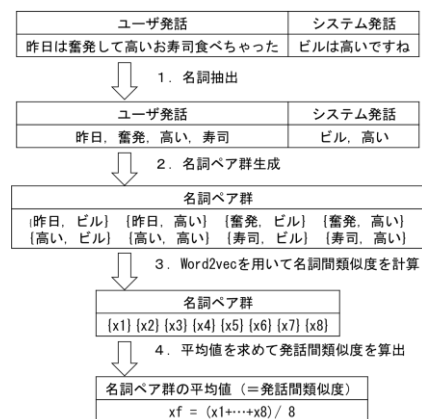 ユーザ発話 システム発話
昨日は奮発して高いお寿司食べちゃった ビルは高いですね
1. 名詞抽出
ユーザ発話 システム発話
昨日, 奮発, 高い, 寿司 ビル, 高い
2. 名詞ペア群生成
名詞ペア群
{昨日, ビル} {昨日, 高い} {奮発, ビル} {奮発, 高い}
{高い, ビル} {高い, 高い} {寿司, ビル} {寿司, 高い}
3. Word2vecを用いて名詞間類似度を計算
名詞ペア群
{x1} {x2} {x3} {x4} {x5} {x6} {x7} {x8}
4. 平均値を求めて発話間類似度を算出
名詞ペア群の平均値（=発話間類似度）
xf = (x1+…+x8)/ 8